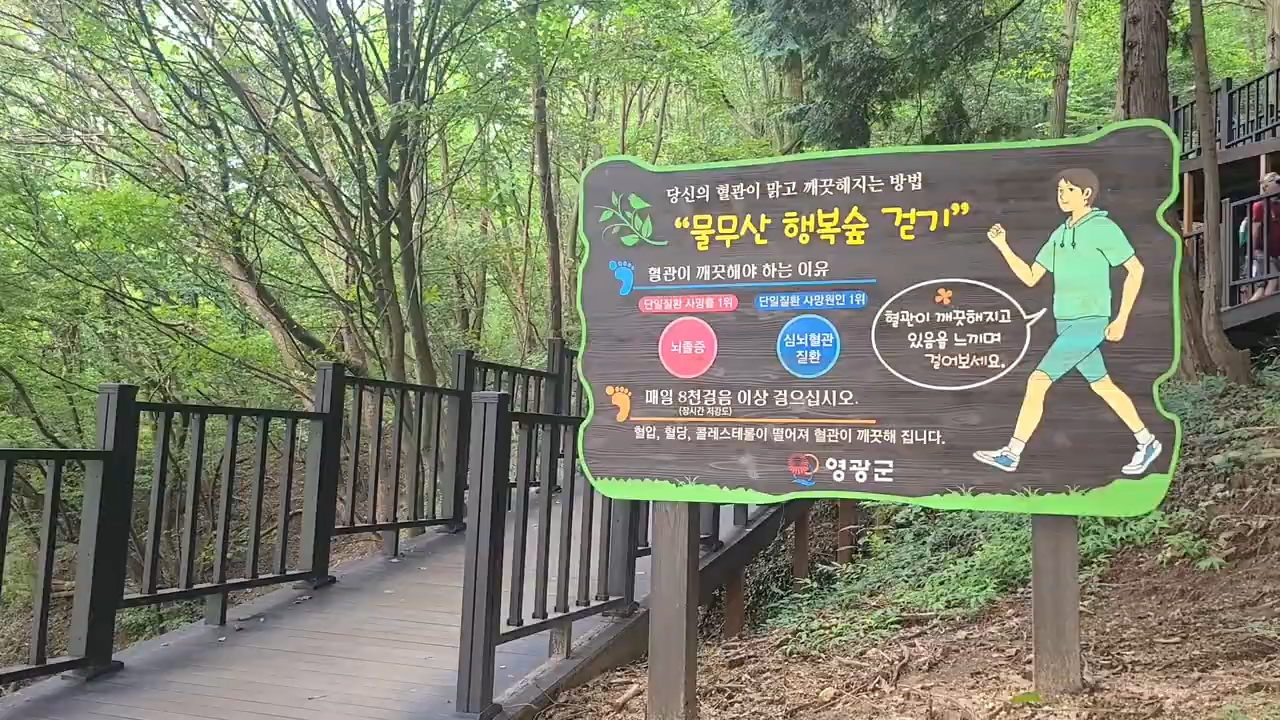 당신의 혈관이 맑고 깨끗해지는 방법
“물무산 행복숲 걷기”
혈관이 깨끗해야 하는 이유
단일질환 사망률 1위
단일질환 사망원인 1위
뇌졸증
심뇌혈관
질환
혈관이 깨끗해지고
있음을 느끼며
걸어보세요.
매일 8천걸음 이상 걸으십시오.
(장시간 지강도)
혈압, 혈당, 콜레스테롤이 떨어져 혈관이 깨끗해 집니다.
영광군